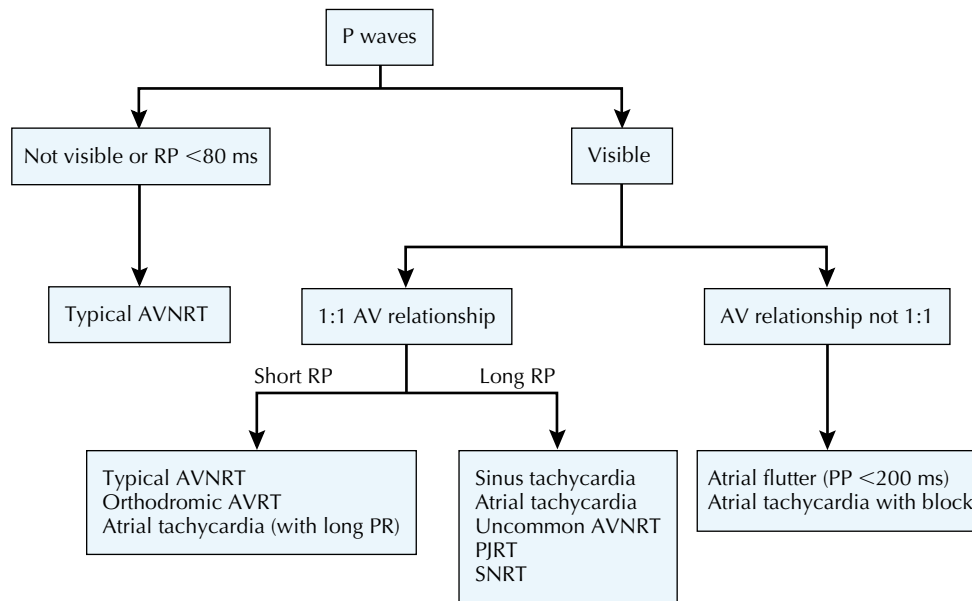 P waves
Not visible or RP <80 ms
Visible
Typical AVNRT
1:1 AV relationship
AV relationship not 1:1
Short RP
Long RP
Typical AVNRT
Orthodromic AVRT
Atrial tachycardia (with long PR)
Sinus tachycardia
Atrial tachycardia
Uncommon AVNRT
PJRT
SNRT
Atrial flutter (PP <200 ms)
Atrial tachycardia with block